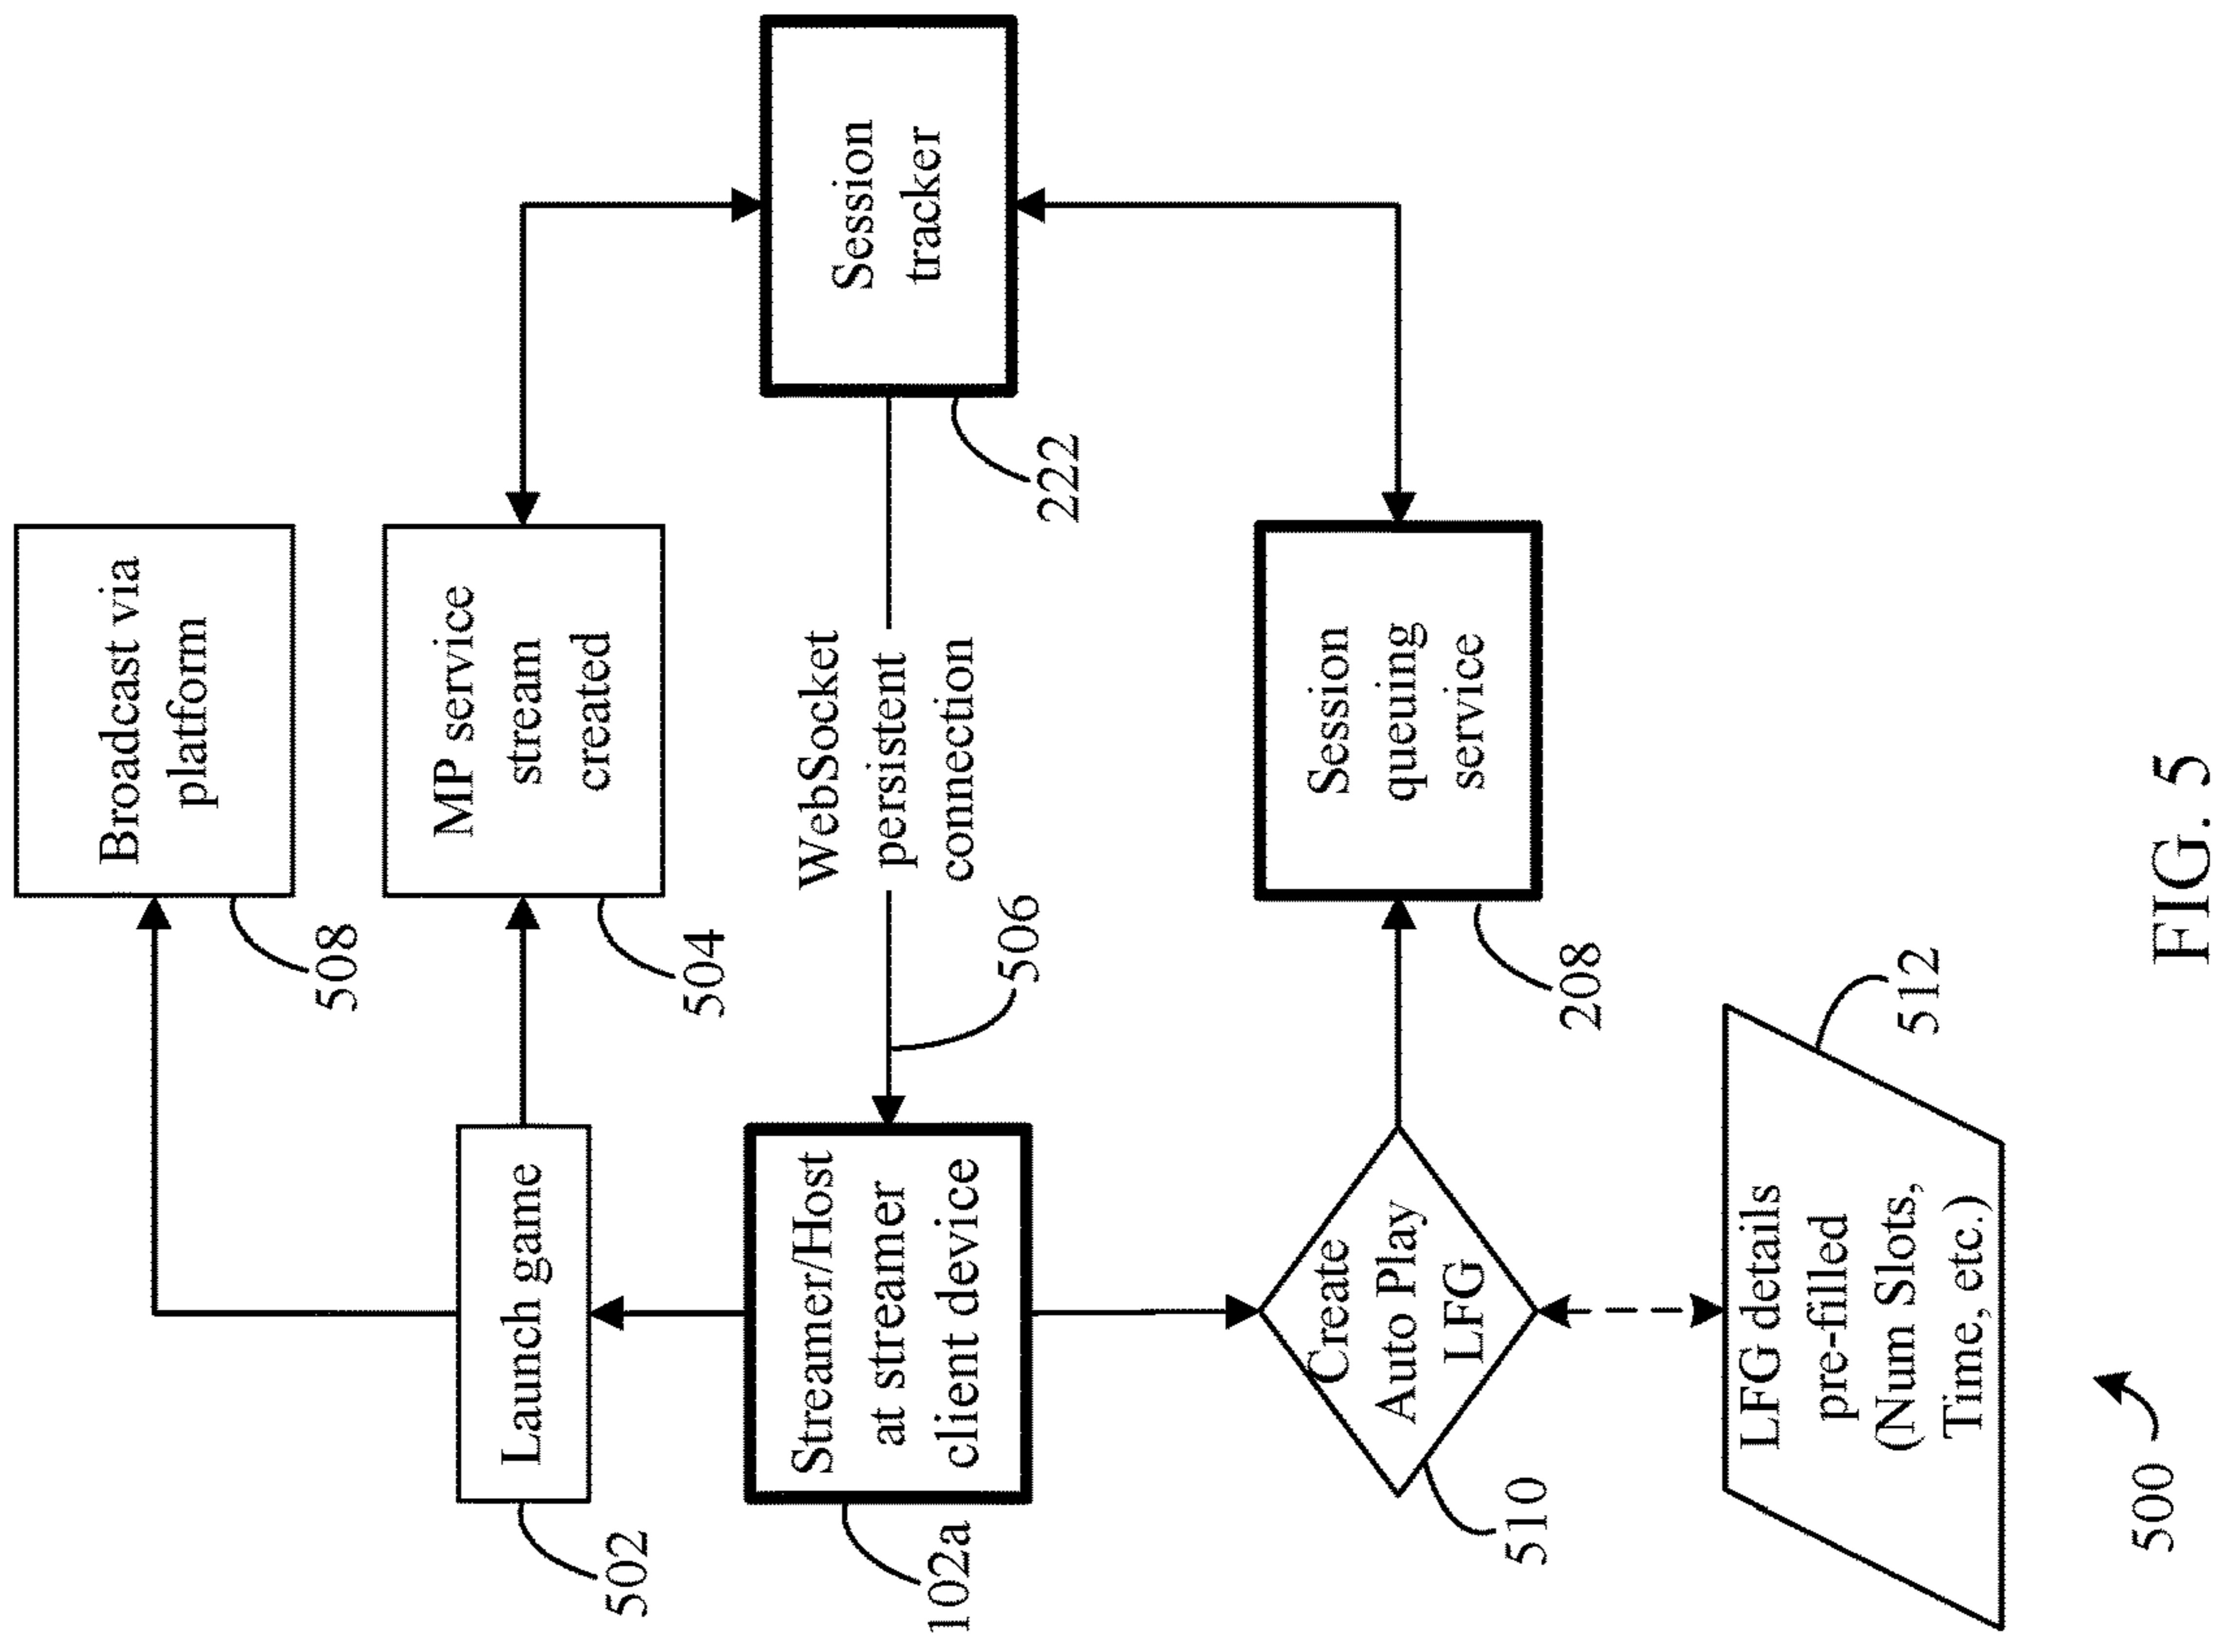 Broadcast via
platform
508
MP service
stream
created
504
Launch game
502
Session
tracker
222
WebSocket
persistent
connection
506
Streamer/Host
at streamer
client device
102a
Session
queuing
service
208
Create
Auto Play
LFG
510
LFG details
pre-filled
(Num Slots,
Time, etc.)
512
500
FIG. 5